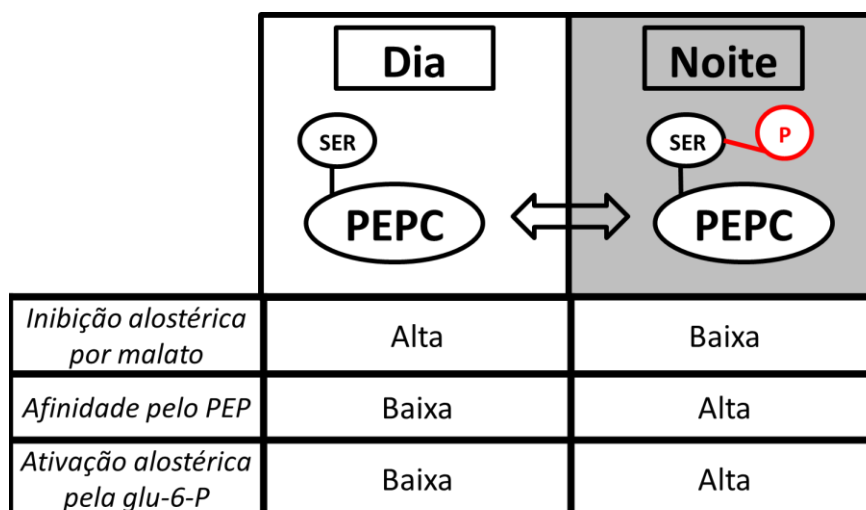 Dia
Noite
SER
SER
P
PEPC
PEPC
Inibição alostérica
por malato
Alta
Baixa
Afinidade pelo PEP
Baixa
Alta
Ativação alostérica
pela glu-6-P
Baixa
Alta